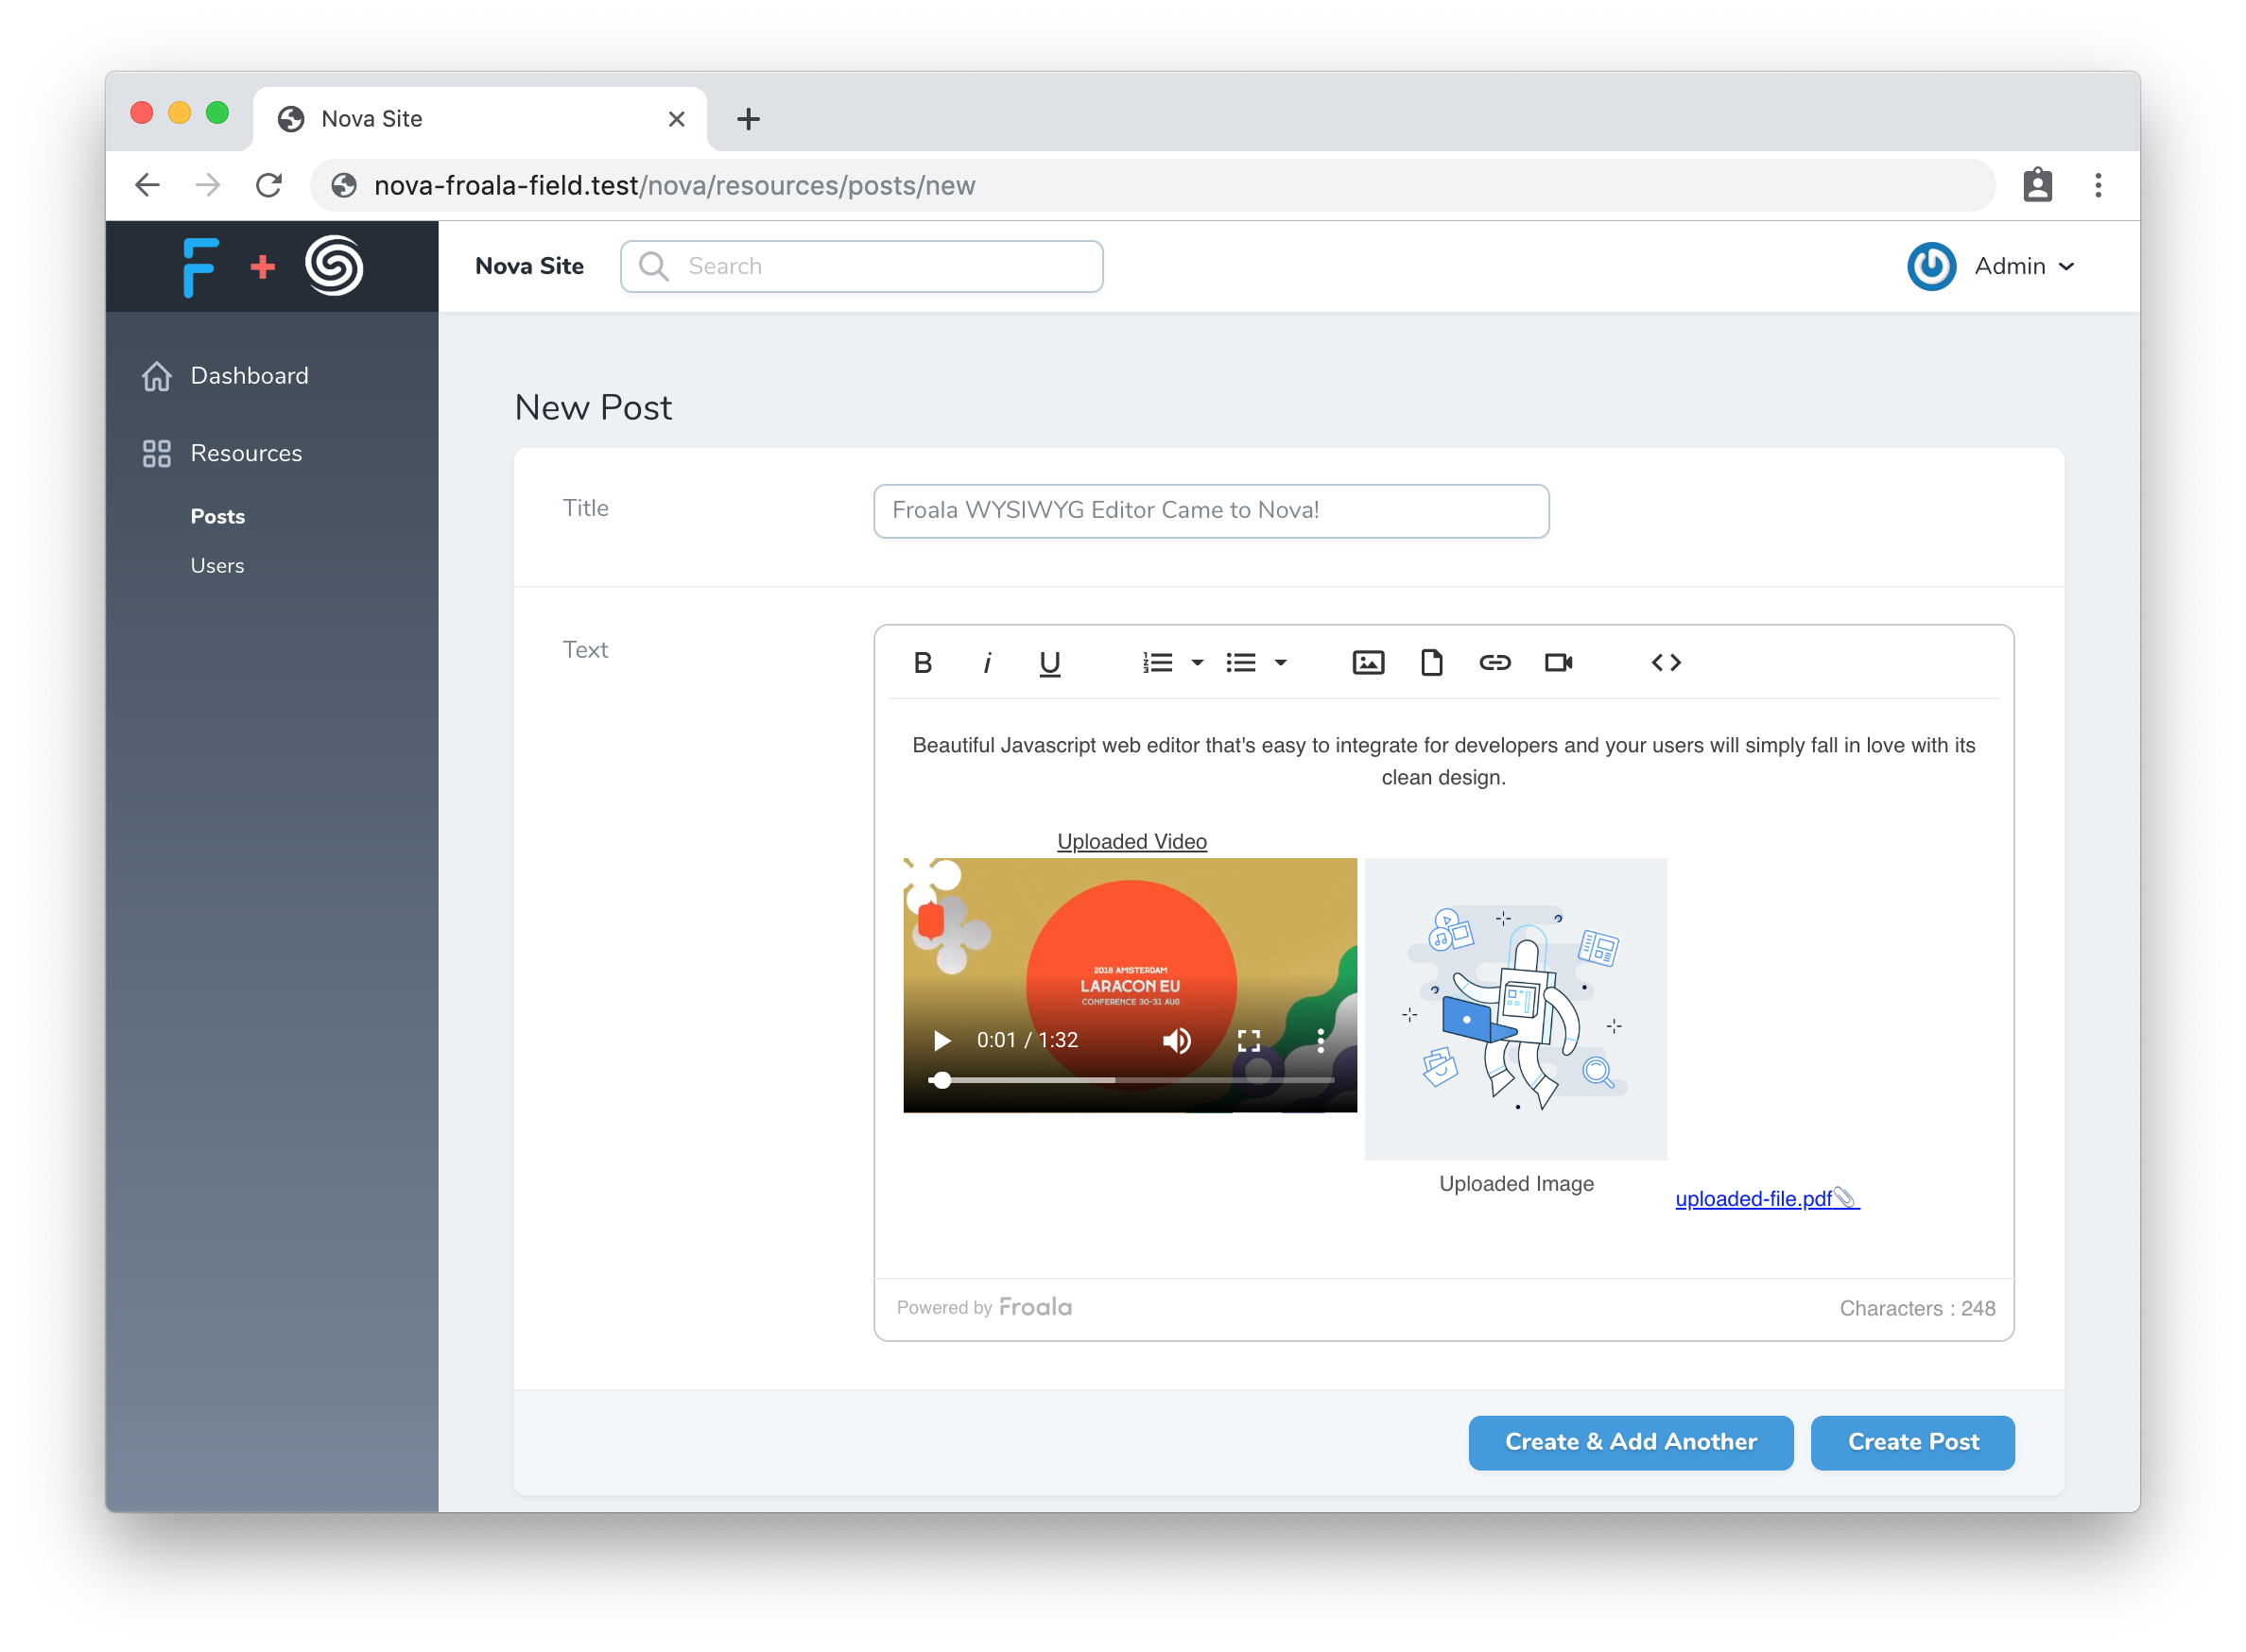 Nova Site
nova-froala-field.test/nova/resources/posts/new
F + 
Nova Site
Search
Admin
Dashboard
Resources
Posts
Users
New Post
Title
Froala WYSIWYG Editor Came to Nova!
Text
B i U
Beautiful Javascript web editor that's easy to integrate for developers and your users will simply fall in love with its
clean design.
Uploaded Video
2018 AMSTERDAM
LARACON EU
CONFERENCE 30-31 AUG
0:01 / 1:32
Uploaded Image
uploaded-file.pdf
Powered by Froala
Characters : 248
Create & Add Another
Create Post